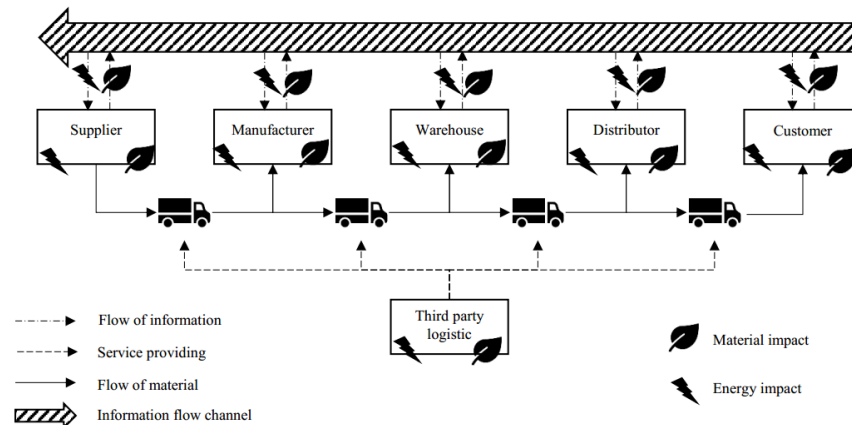 Supplier
Manufacturer
Warehouse
Distributor
Customer
Third party
logistic
Flow of information
Service providing
Flow of material
Information flow channel
Material impact
Energy impact